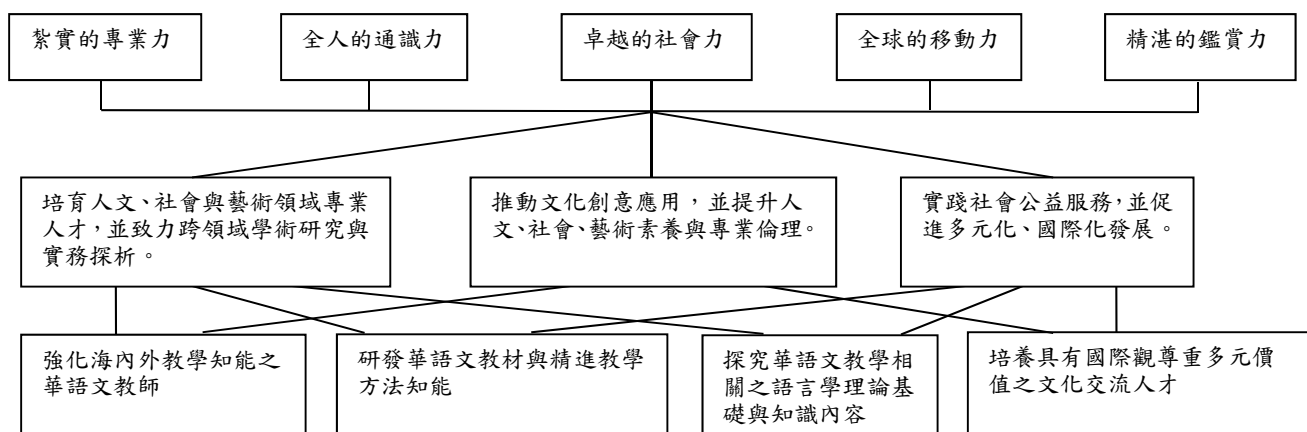 紮實的專業力
全人的通識力
卓越的社會力
全球的移動力
精湛的鑑賞力
培育人文、社會與藝術領域專業
人才，並致力跨領域學術研究與
實務探析。
推動文化創意應用，並提升人
文、社會、藝術素養與專業倫理。
實踐社會公益服務，並促
進多元化、國際化發展。
強化海內外教學知能之
華語文教師
研發華語文教材與精進教學
方法知能
探究華語文教學相
關之語言學理論基
礎與知識內容
培養具有國際觀尊重多元價
值之文化交流人才